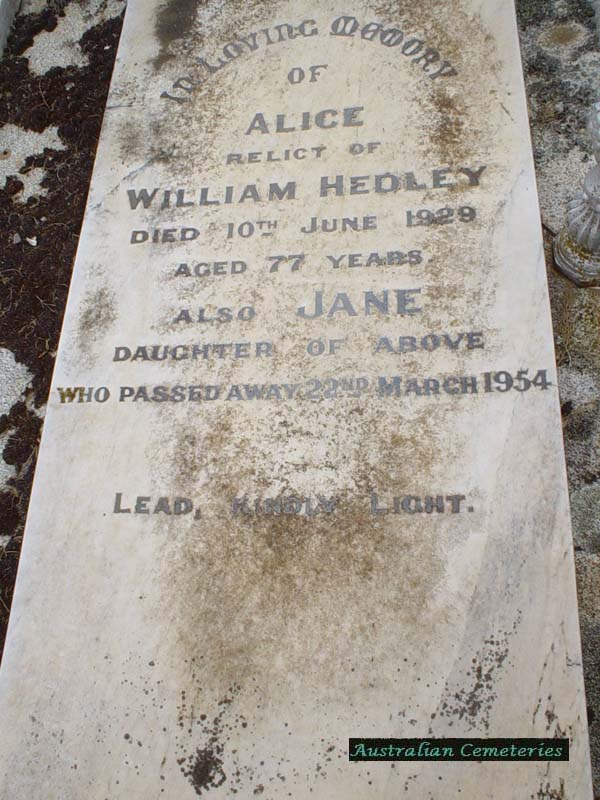 In Loving Memory
OF
ALICE
RELICT OF
WILLIAM HEDLEY
DIED 10TH JUNE 1929
AGED 77 YEARS
ALSO JANE
DAUGHTER OF ABOVE
WHO PASSED AWAY 22ND MARCH 1954
LEAD, KINDLY LIGHT.
Australian Cemeteries